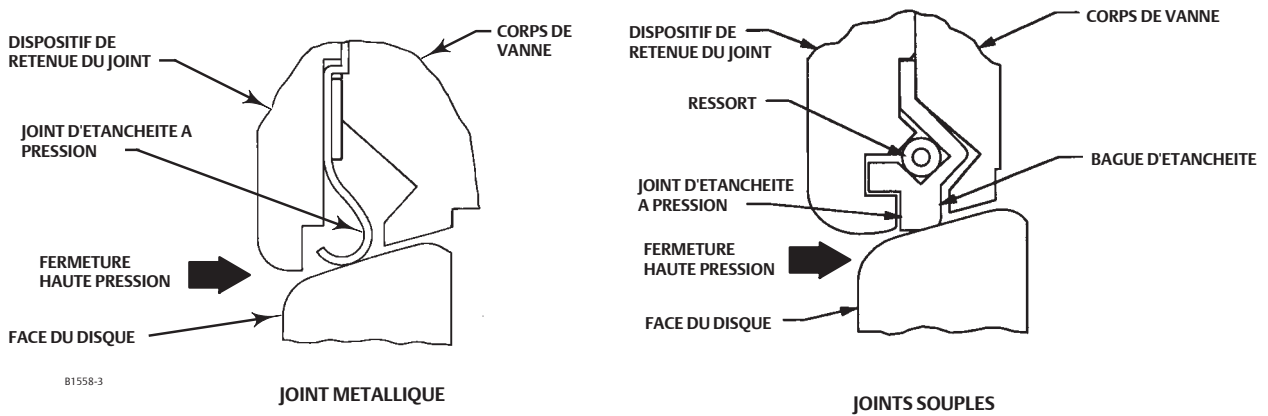 DISPOSITIF DE
RETENUE DU JOINT
CORPS DE
VANNE
JOINT D'ETANCHEITE A
PRESSION
FERMETURE
HAUTE PRESSION
FACE DU DISQUE
B1558-3
JOINT METALLIQUE
CORPS DE VANNE
DISPOSITIF DE
RETENUE DU JOINT
RESSORT
BAGUE D'ETANCHEITE
JOINT D'ETANCHEITE
A PRESSION
FERMETURE
HAUTE PRESSION
FACE DU DISQUE
JOINTS SOUPLES